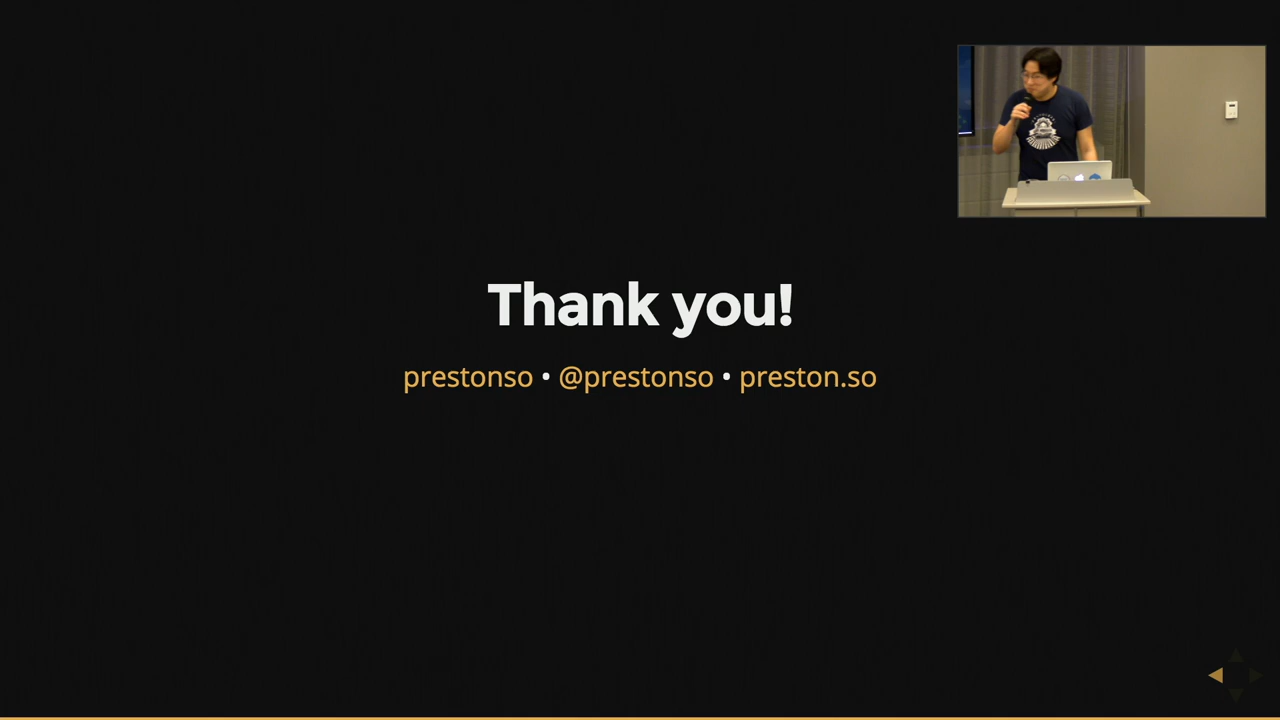 Thank you!
prestonso • @prestonso • preston.so